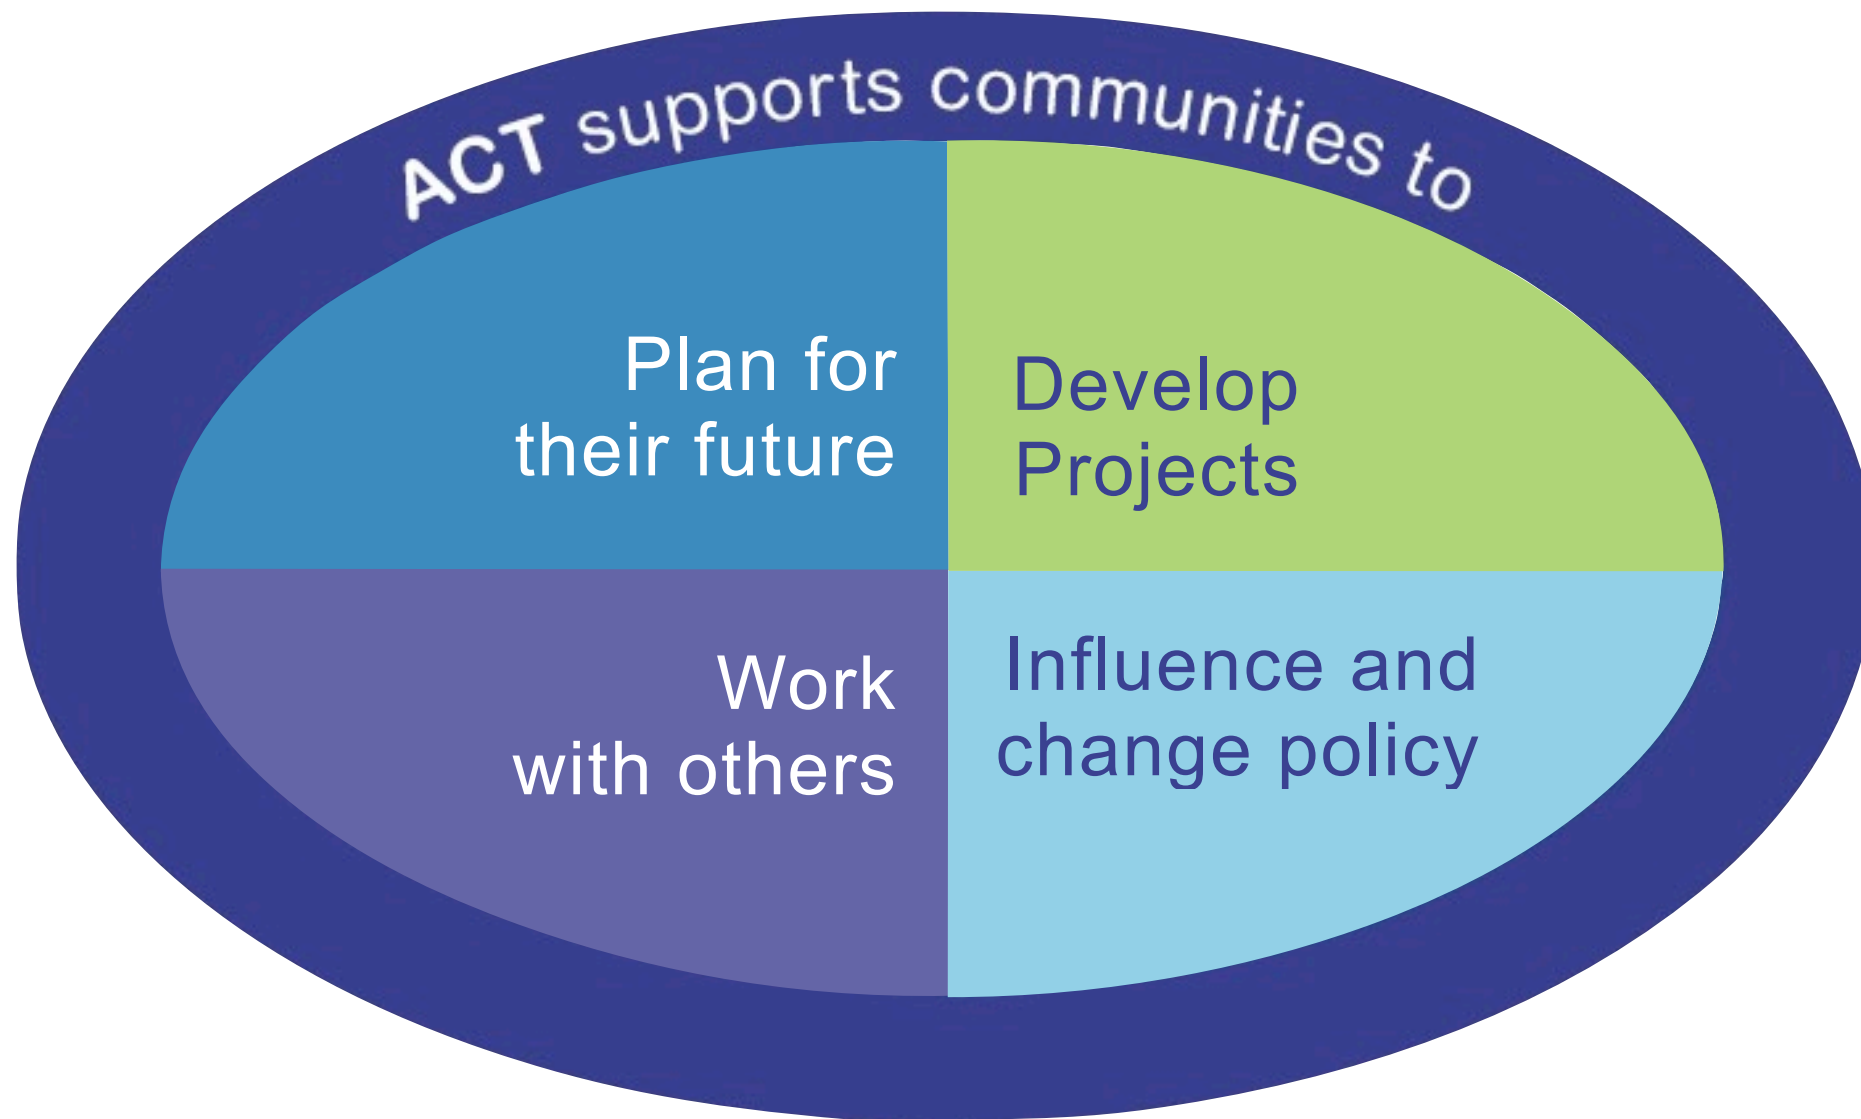 ACT supports communities to
Plan for
their future
Develop
Projects
Work
with others
Influence and
change policy